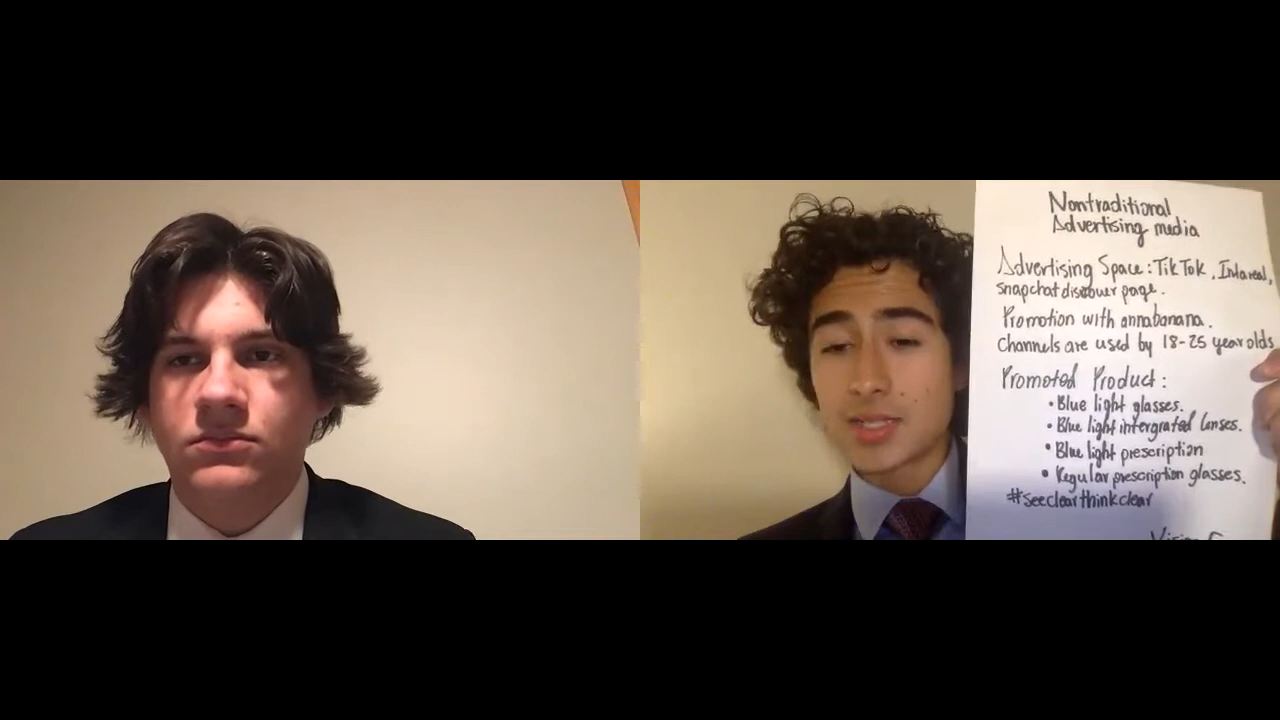 Nontraditional
Advertising media
Advertising Space: TikTok, Instareal,
snapchat discover page.
Promotion with annabanana.
Channels are used by 18-25 year olds
Promoted Product:
• Blue light glasses.
• Blue light intergrated lenses.
• Blue light prescription
• Regular prescription glasses.
#seeclearthinkclear